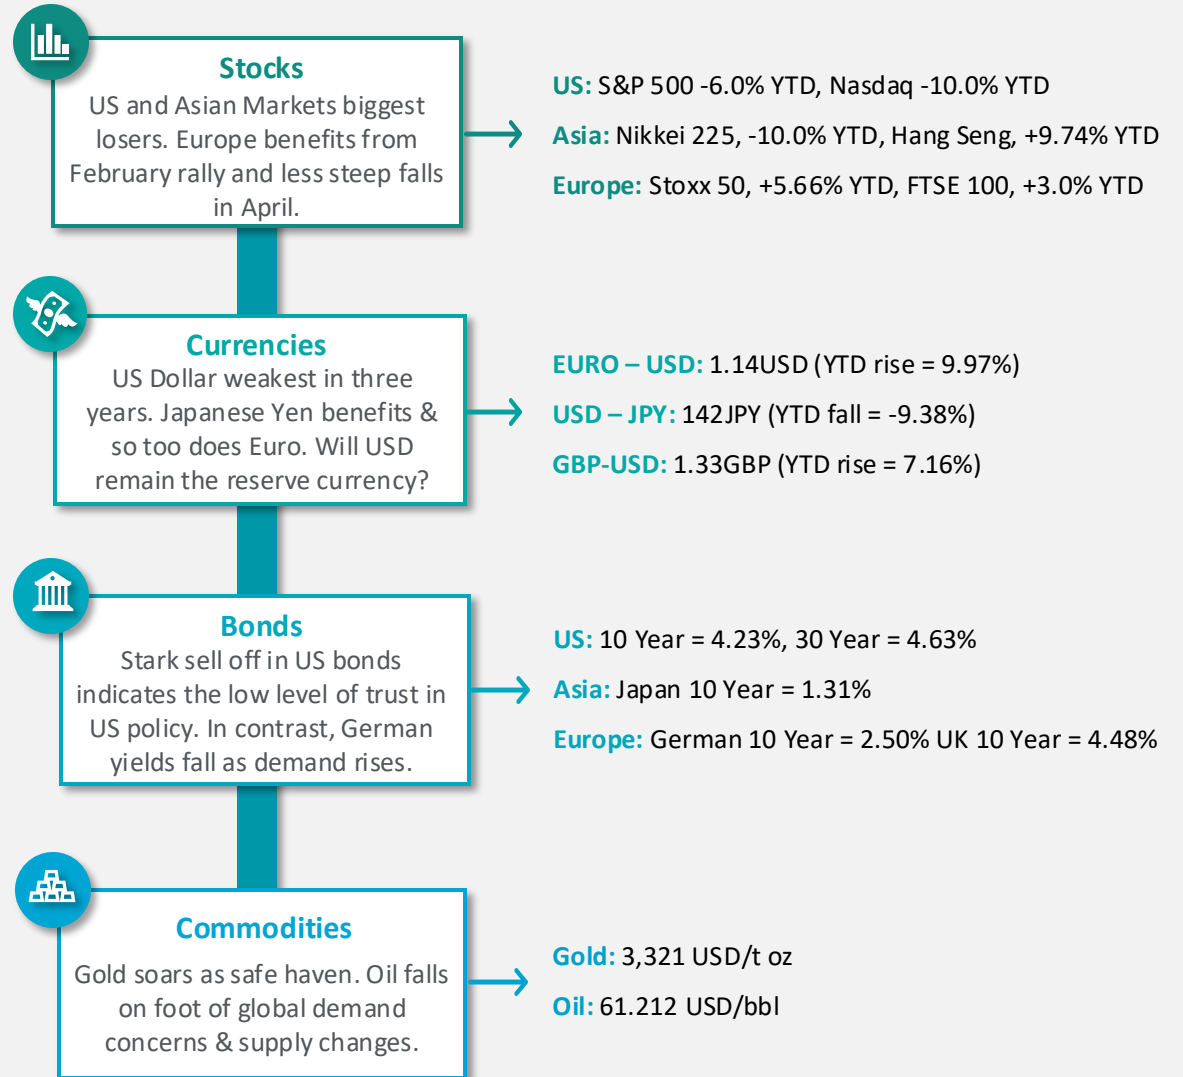 Stocks
US and Asian Markets biggest
losers. Europe benefits from
February rally and less steep falls
in April.
US: S&P 500 -6.0% YTD, Nasdaq -10.0% YTD
Asia: Nikkei 225, -10.0% YTD, Hang Seng, +9.74% YTD
Europe: Stoxx 50, +5.66% YTD, FTSE 100, +3.0% YTD
Currencies
US Dollar weakest in three
years. Japanese Yen benefits &
so too does Euro. Will USD
remain the reserve currency?
EURO – USD: 1.14USD (YTD rise = 9.97%)
USD – JPY: 142JPY (YTD fall = -9.38%)
GBP-USD: 1.33GBP (YTD rise = 7.16%)
Bonds
Stark sell off in US bonds
indicates the low level of trust in
US policy. In contrast, German
yields fall as demand rises.
US: 10 Year = 4.23%, 30 Year = 4.63%
Asia: Japan 10 Year = 1.31%
Europe: German 10 Year = 2.50% UK 10 Year = 4.48%
Commodities
Gold soars as safe haven. Oil falls
on foot of global demand
concerns & supply changes.
Gold: 3,321 USD/t oz
Oil: 61.212 USD/bbl